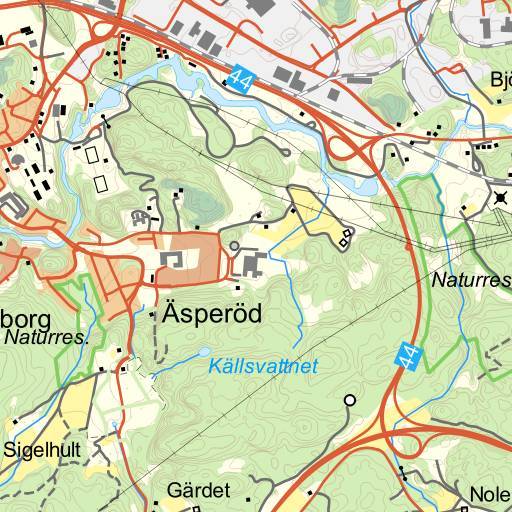 44
Bjö
Naturres.
borg
Äsperöd
Naturres.
44
Källsvattnet
Sigelhult
Gärdet
Nole